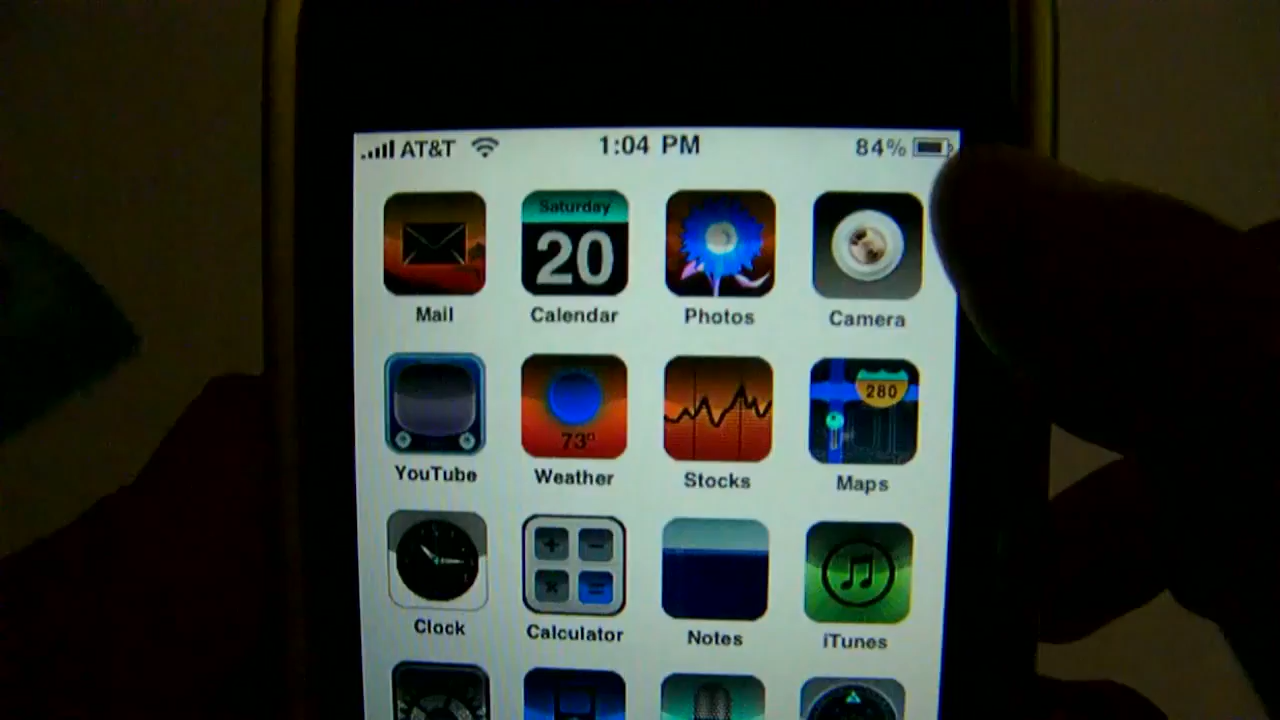 AT&T 1:04 PM 84%
Saturday
20
Mail Calendar Photos Camera
73°
280
YouTube Weather Stocks Maps
Clock Calculator Notes iTunes